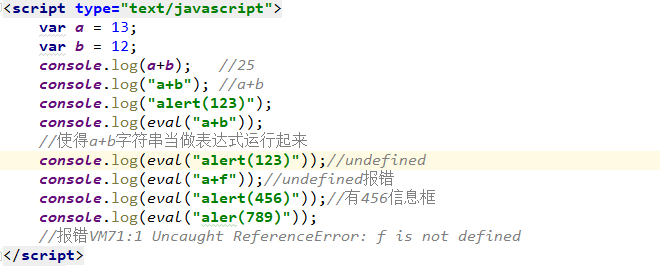 <script type="text/javascript">
var a = 13;
var b = 12;
console.log(a+b);   //25
console.log("a+b"); //a+b
console.log("alert(123)");
console.log(eval("a+b"));
//使得a+b字符串当做表达式运行起来
console.log(eval("alert(123)"));//undefined
console.log(eval("a+f"));//undefined报错
console.log(eval("alert(456)"));//有456信息框
console.log(eval("aler(789)"));
//报错VM71:1 Uncaught ReferenceError: f is not defined
</script>